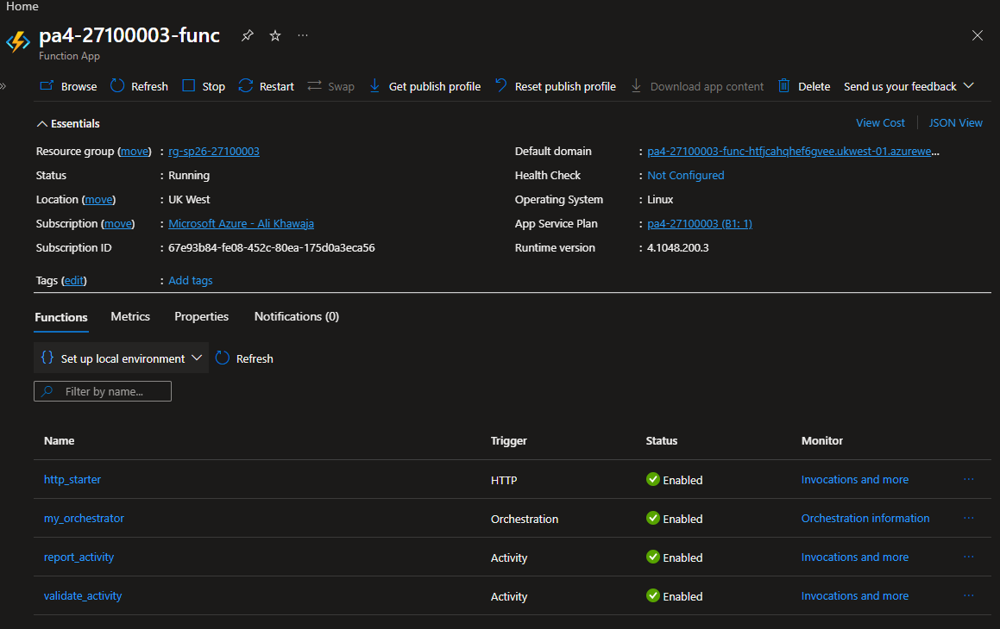 Home
pa4-27100003-func
Function App
Browse Refresh Stop Restart Swap Get publish profile Reset publish profile Download app content Delete Send us your feedback
Essentials View Cost JSON View
Resource group (move) : rg-sp26-27100003 Default domain : pa4-27100003-func-htfjcahqhef6gvee.ukwest-01.azurewe...
Status : Running Health Check : Not Configured
Location (move) : UK West Operating System : Linux
Subscription (move) : Microsoft Azure - Ali Khawaja App Service Plan : pa4-27100003 (B1: 1)
Subscription ID : 67e93b84-fe08-452c-80ea-175d0a3eca56 Runtime version : 4.1048.200.3
Tags (edit) : Add tags
Functions Metrics Properties Notifications (0)
{} Set up local environment Refresh
Filter by name...
Name Trigger Status Monitor
http_starter HTTP Enabled Invocations and more ...
my_orchestrator Orchestration Enabled Orchestration information ...
report_activity Activity Enabled Invocations and more ...
validate_activity Activity Enabled Invocations and more ...